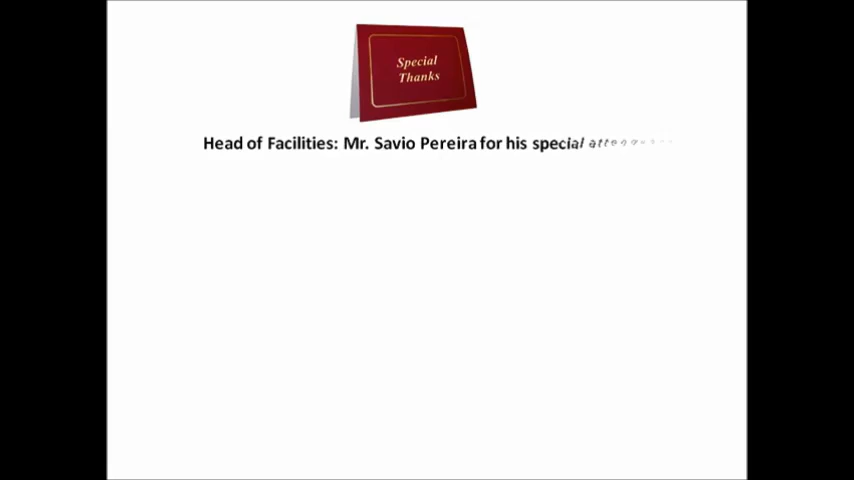 Special
Thanks
Head of Facilities: Mr. Savio Pereira for his special